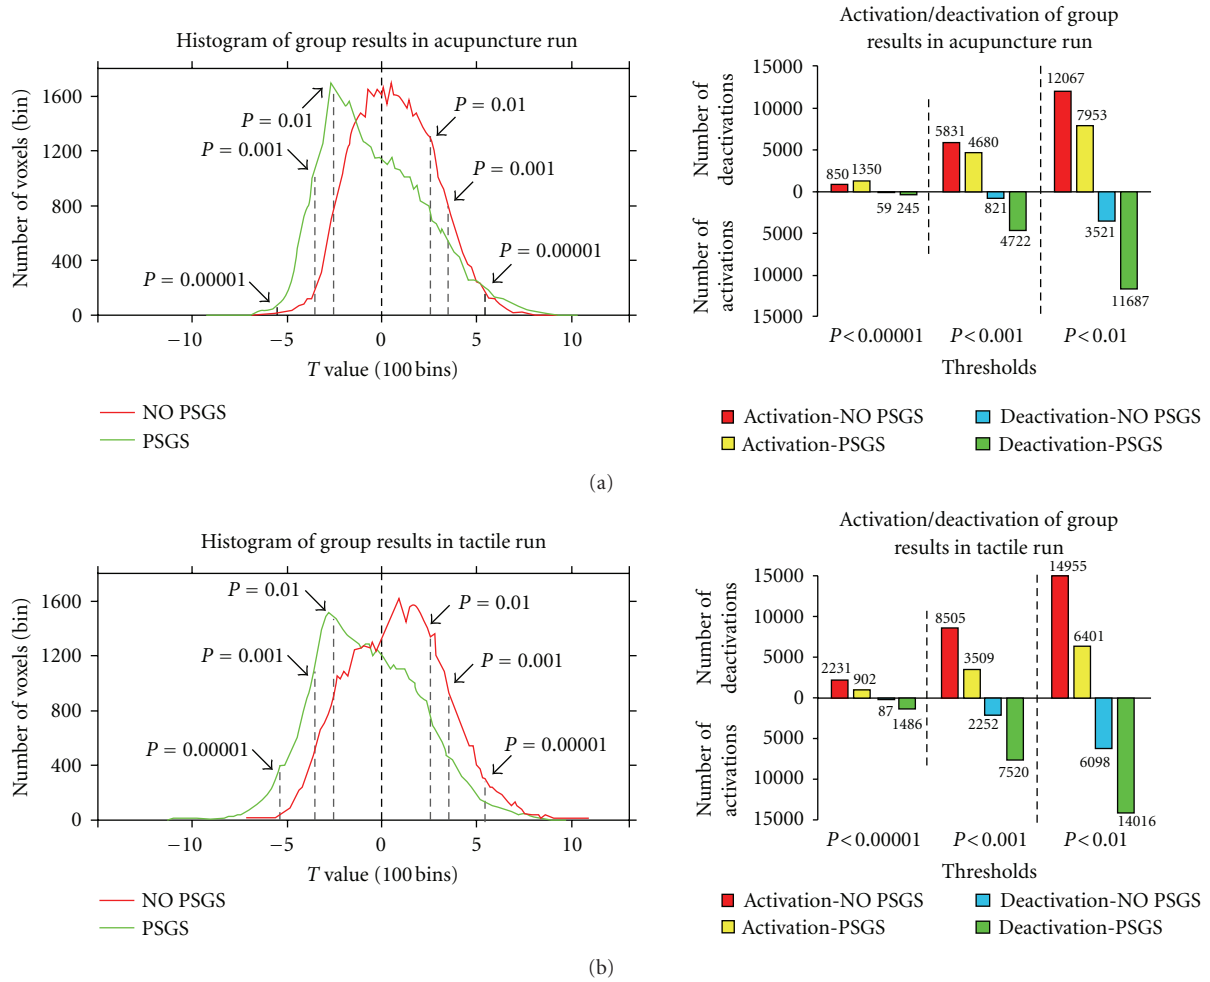 Histogram of group results in acupuncture run
Number of voxels (bin)
1600
1200
800
400
0
P = 0.01
P = 0.001
P = 0.00001
P = 0.01
P = 0.001
P = 0.00001
−10
−5
0
5
10
T value (100 bins)
NO PSGS
PSGS
Activation/deactivation of group
results in acupuncture run
Number of
deactivations
Number of
activations
15000
10000
5000
0
5000
10000
15000
850
1350
59
245
5831
4680
821
4722
12067
7953
3521
11687
P < 0.00001
P < 0.001
P < 0.01
Thresholds
Activation-NO PSGS
Deactivation-NO PSGS
Activation-PSGS
Deactivation-PSGS
(a)
Histogram of group results in tactile run
Number of voxels (bin)
1600
1200
800
400
0
P = 0.01
P = 0.001
P = 0.00001
P = 0.01
P = 0.001
P = 0.00001
−10
−5
0
5
10
T value (100 bins)
NO PSGS
PSGS
Activation/deactivation of group
results in tactile run
Number of
deactivations
Number of
activations
15000
10000
5000
0
5000
10000
15000
2231
902
87
1486
8505
3509
2252
7520
14955
6401
6098
14016
P < 0.00001
P < 0.001
P < 0.01
Thresholds
Activation-NO PSGS
Deactivation-NO PSGS
Activation-PSGS
Deactivation-PSGS
(b)